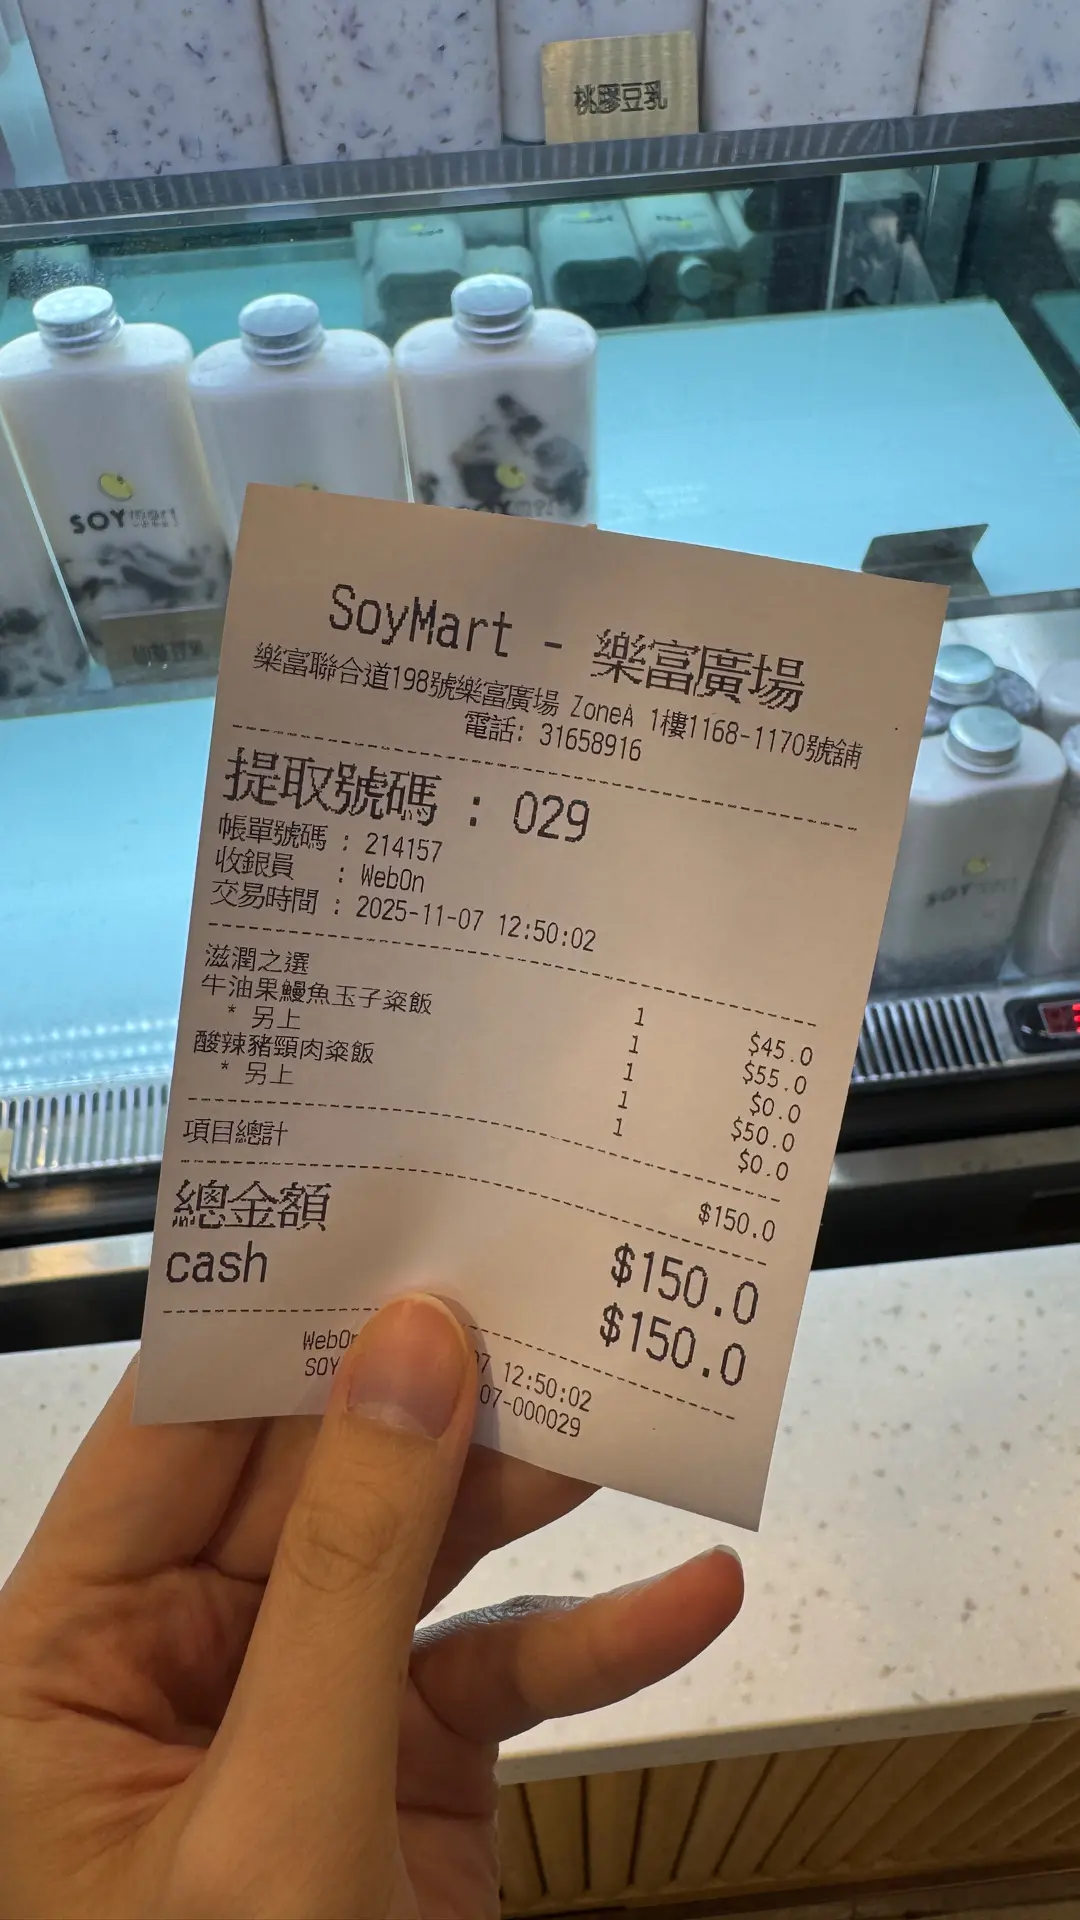 桃膠豆乳
SOYmart
SOYmart
SoyMart - 樂富廣場
樂富聯合道198號樂富廣場 ZoneA 1樓1168-1170號舖
電話: 31658916
提取號碼 : 029
帳單號碼 : 214157
收銀員 : WebOn
交易時間 : 2025-11-07 12:50:02
滋潤之選 1 $45.0
牛油果鰻魚玉子粢飯 1 $55.0
* 另上 1 $0.0
酸辣豬頸肉粢飯 1 $50.0
* 另上 1 $0.0
項目總計 $150.0
總金額 $150.0
cash $150.0
WebOn 12:50:02
SOY 07-000029
SOYmart